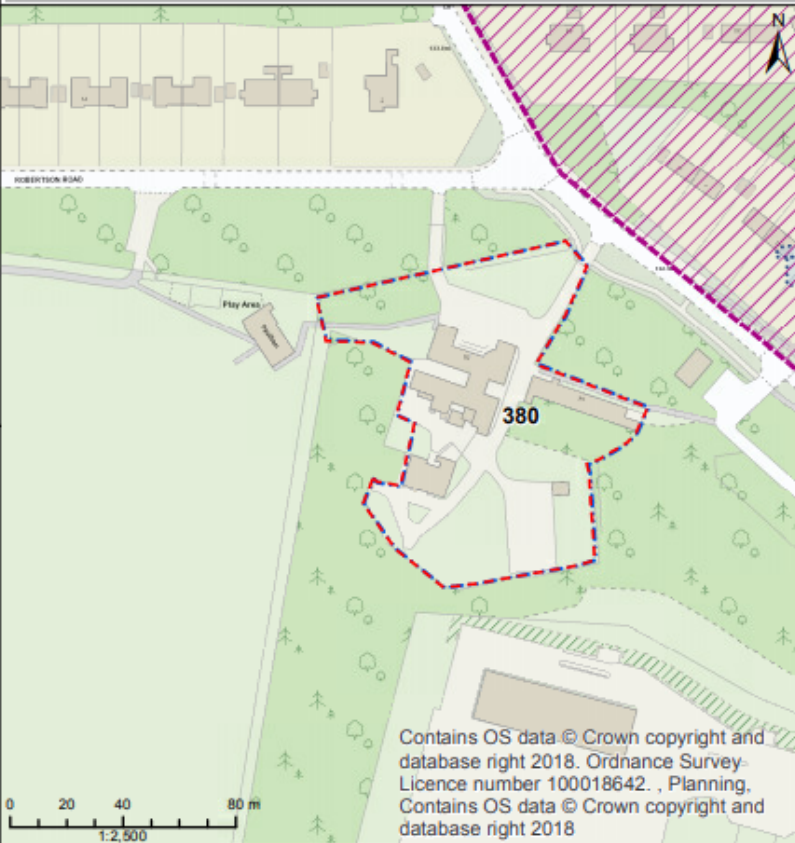 N
ROBERTSON ROAD
Play Area
Pavilion
380
Contains OS data © Crown copyright and
database right 2018. Ordnance Survey
Licence number 100018642. , Planning,
Contains OS data © Crown copyright and
database right 2018
0 20 40 80 m
1:2,500